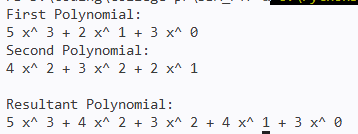 First Polynomial:
5 x^ 3 + 2 x^ 1 + 3 x^ 0
Second Polynomial:
4 x^ 2 + 3 x^ 2 + 2 x^ 1
Resultant Polynomial:
5 x^ 3 + 4 x^ 2 + 3 x^ 2 + 4 x^ 1 + 3 x^ 0